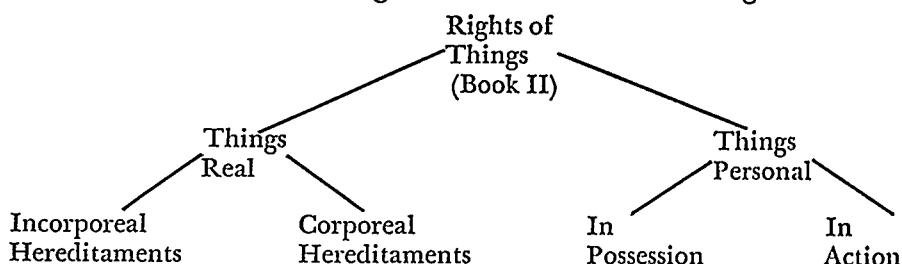 Rights of
Things
(Book II)
Things
Real
Things
Personal
Incorporeal
Hereditaments
Corporeal
Hereditaments
In
Possession
In
Action